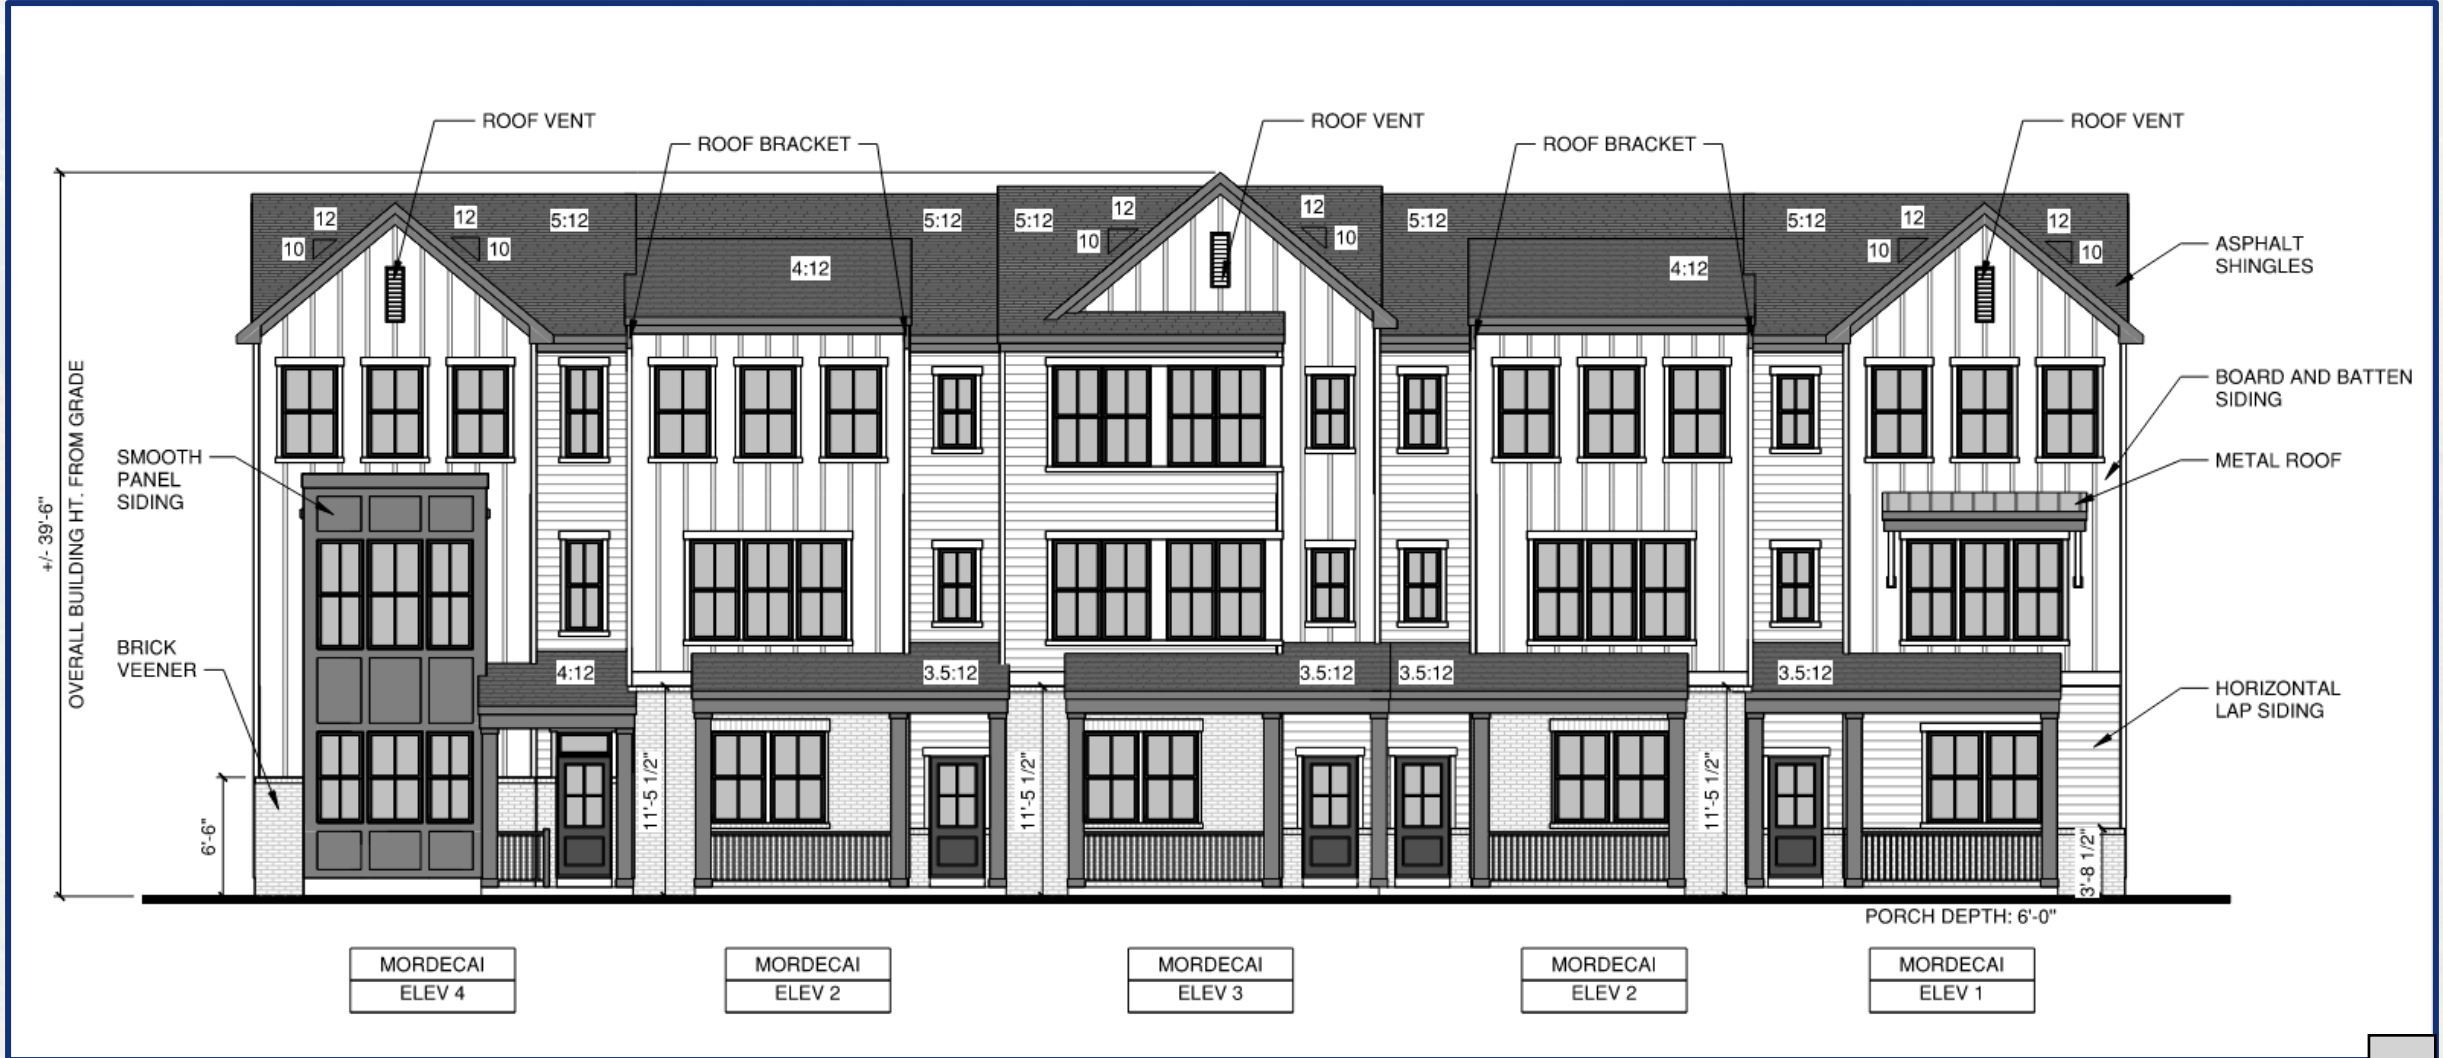 ROOF VENT
ROOF BRACKET
ROOF VENT
ROOF BRACKET
ROOF VENT
12
10
12
10
5:12
4:12
5:12
5:12
12
10
12
10
5:12
4:12
5:12
12
10
12
10
ASPHALT
SHINGLES
BOARD AND BATTEN
SIDING
METAL ROOF
HORIZONTAL
LAP SIDING
SMOOTH
PANEL
SIDING
BRICK
VEENER
+/- 39'-6"
OVERALL BUILDING HT. FROM GRADE
6'-6"
4:12
11'-5 1/2"
3.5:12
11'-5 1/2"
3.5:12
3.5:12
11'-5 1/2"
3.5:12
3'-8 1/2"
PORCH DEPTH: 6'-0"
MORDECAI
ELEV 4
MORDECAI
ELEV 2
MORDECAI
ELEV 3
MORDECAI
ELEV 2
MORDECAI
ELEV 1